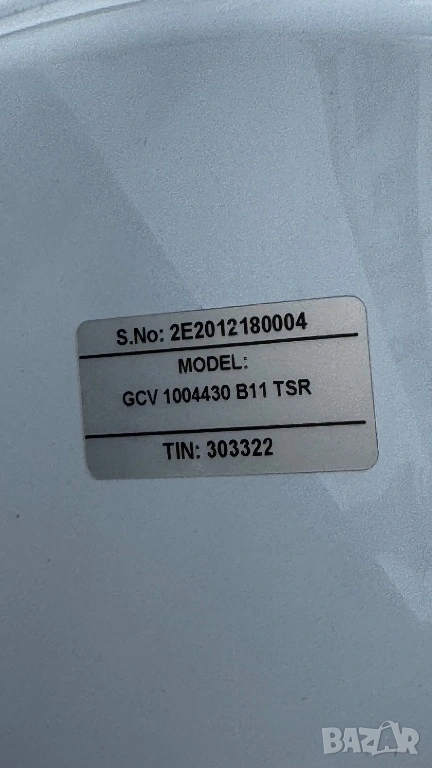 S.No: 2E2012180004
MODEL:
GCV 1004430 B11 TSR
TIN: 303322
BAZAR